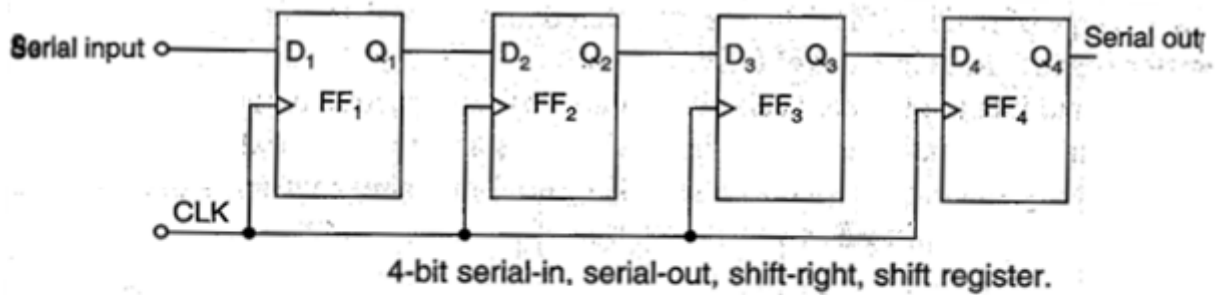 Serial input D₁ Q₁ D₂ Q₂ D₃ Q₃ D₄ Q₄ Serial out
FF₁ FF₂ FF₃ FF₄
CLK
4-bit serial-in, serial-out, shift-right, shift register.